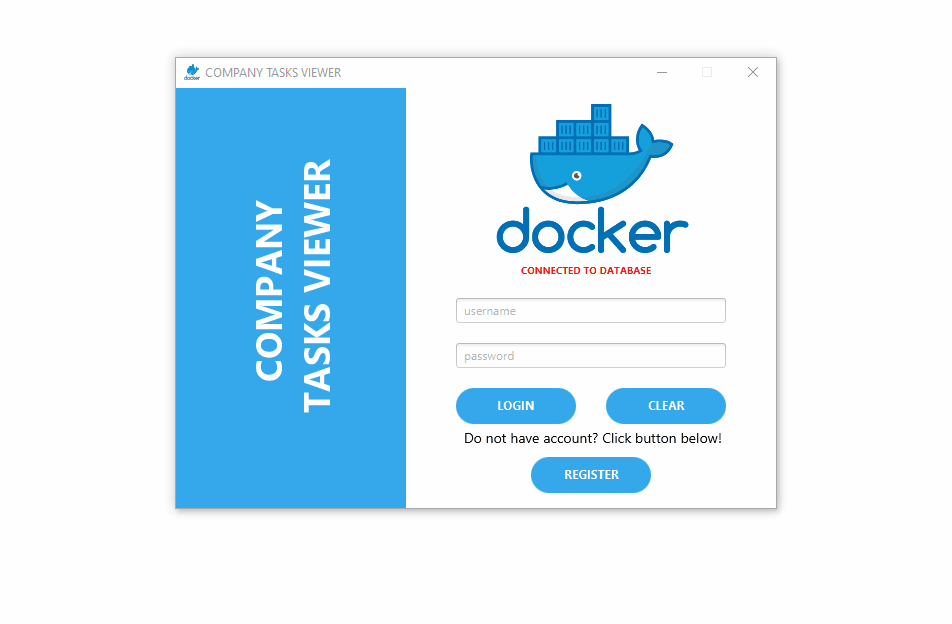 COMPANY TASKS VIEWER
COMPANY
TASKS VIEWER
docker
CONNECTED TO DATABASE
username
password
LOGIN
CLEAR
Do not have account? Click button below!
REGISTER